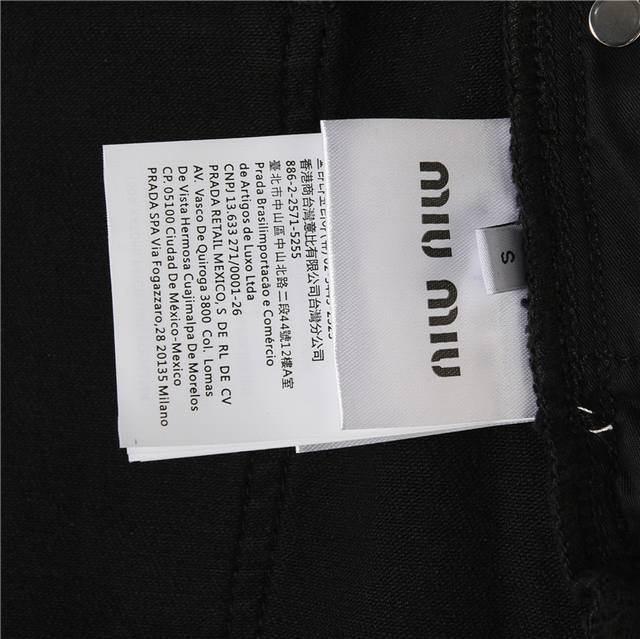 MIU MIU
S
香港商台灣意比有限公司台灣分公司
886-2-2571-5255
臺北市中山區中山北路二段44號12樓A室
Prada Brasilimportacão e Comércio
de Artigos de Luxo Ltda
CNPJ 13.633 271/0001-26
PRADA RETAIL MEXICO, S DE RL DE CV
AV. Vasco De Quiroga 3800 Col. Lomas
De Vista Hermosa Cuajimalpa De Morelos
CP. 05100 Ciudad De México-Mexico
PRADA SPA Via Fogazzaro,28 20135 Milano